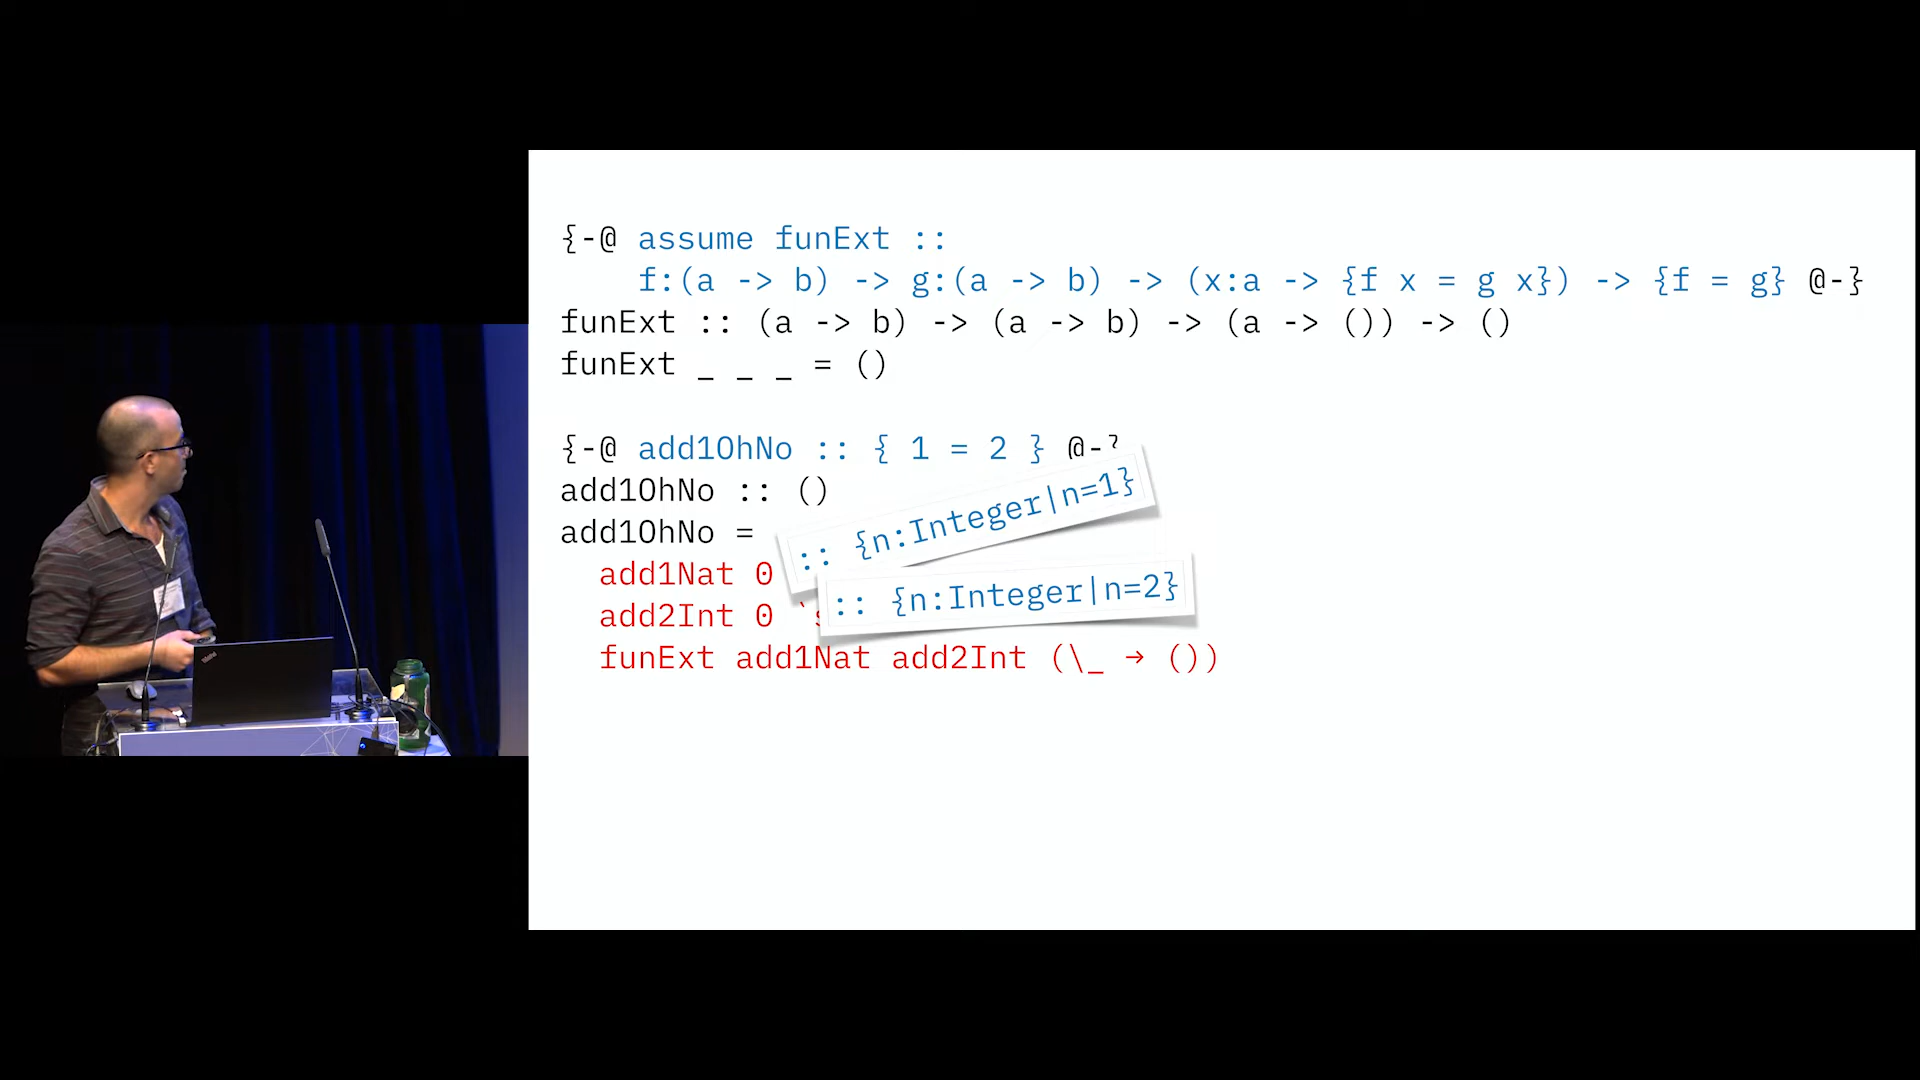 {-@ assume funExt ::
f:(a -> b) -> g:(a -> b) -> (x:a -> {f x = g x}) -> {f = g} @-}
funExt :: (a -> b) -> (a -> b) -> (a -> ()) -> ()
funExt _ _ _ = ()
{-@ add1OhNo :: { 1 = 2 } @-}
add1OhNo :: ()
add1OhNo =
:: {n:Integer|n=1}
add1Nat 0
:: {n:Integer|n=2}
add2Int 0
funExt add1Nat add2Int (\_ → ())